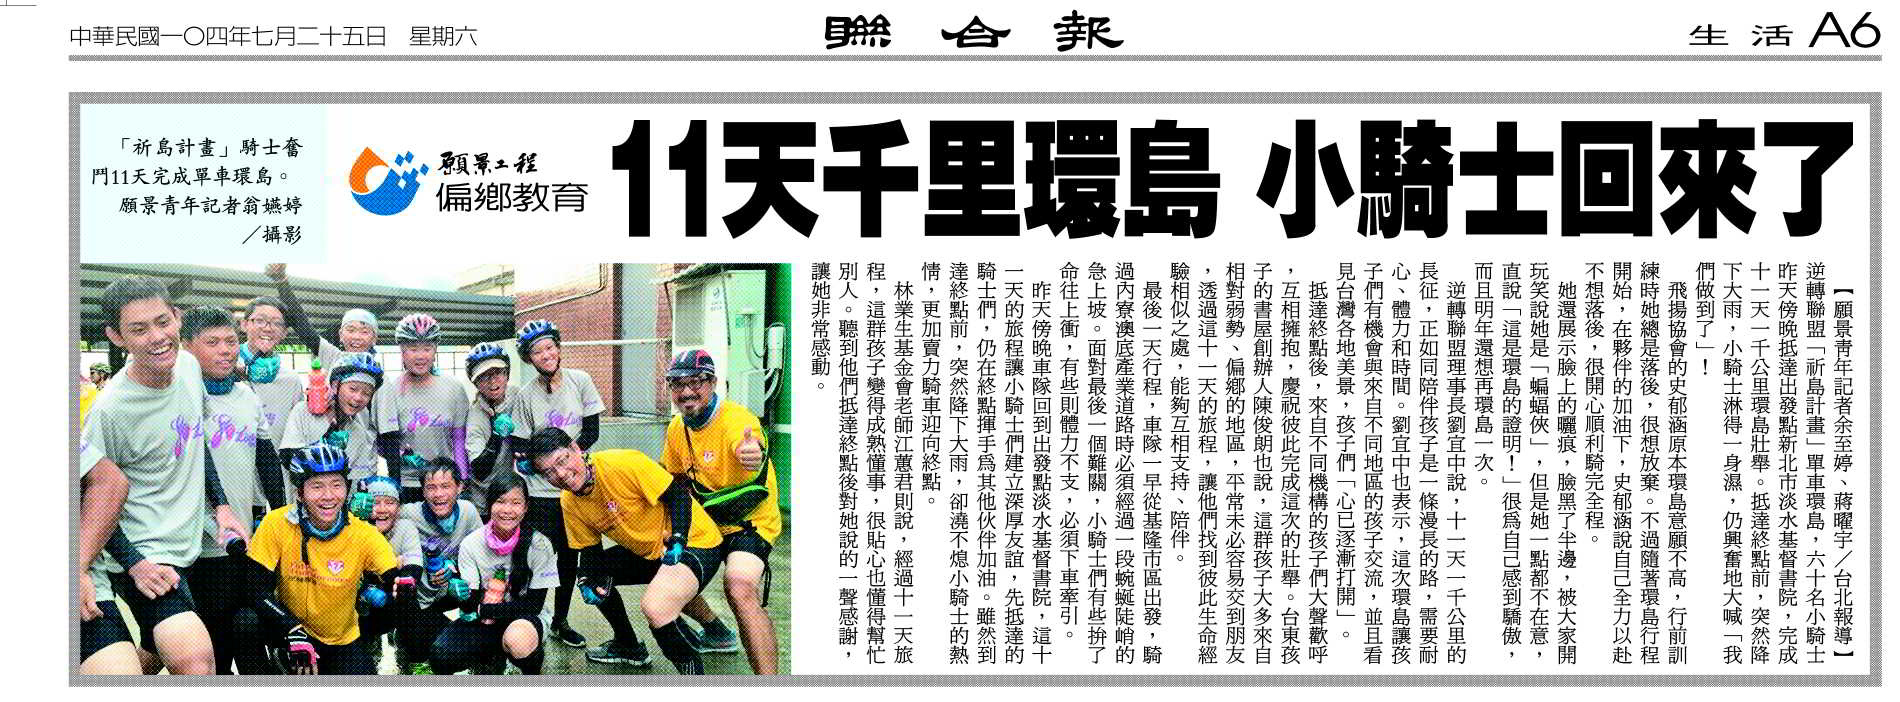 中華民國一〇四年七月二十五日　星期六
聯合報
生活 A6
11天千里環島 小騎士回來了
願景工程
偏鄉教育
「祈島計畫」騎士奮
鬥11天完成單車環島。
願景青年記者翁嬿婷
／攝影
【願景青年記者余至婷、蔣曜宇／台北報導】
逆轉聯盟「祈島計畫」單車環島，六十名小騎士
昨天傍晚抵達出發點新北市淡水基督書院，完成
十一天一千公里環島壯舉。抵達終點前，突然降
下大雨，小騎士淋得一身濕，仍興奮地大喊「我
們做到了」！
飛揚協會的史郁涵原本環島意願不高，行前訓
練時她總是落後，很想放棄。不過隨著環島行程
開始，在夥伴的加油下，史郁涵說自己全力以赴
不想落後，很開心順利騎完全程。
她還展示臉上的曬痕，臉黑了半邊，被大家開
玩笑說她是「蝙蝠俠」，但是她一點都不在意，
直說「這是環島的證明！」很為自己感到驕傲，
而且明年還想再環島一次。
逆轉聯盟理事長劉宜中說，十一天一千公里的
長征，正如同陪伴孩子是一條漫長的路，需要耐
心、體力和時間。劉宜中也表示，這次環島讓孩
子們有機會與來自不同地區的孩子交流，並且看
見台灣各地美景，孩子們「心已逐漸打開」。
抵達終點後，來自不同機構的孩子們大聲歡呼
，互相擁抱，慶祝彼此完成這次的壯舉。台東孩
子的書屋創辦人陳俊朗也說，這群孩子大多來自
相對弱勢、偏鄉的地區，平常未必容易交到朋友
，透過這十一天的旅程，讓他們找到彼此生命經
驗相似之處，能夠互相支持、陪伴。
最後一天行程，車隊一早從基隆市區出發，騎
過內寮澳底產業道路時必須經過一段蜿蜒陡峭的
急上坡。面對最後一個難關，小騎士們有些拚了
命往上衝，有些則體力不支，必須下車牽引。
昨天傍晚車隊回到出發點淡水基督書院，這十
一天的旅程讓小騎士們建立深厚友誼，先抵達的
騎士們，仍在終點揮手為其他伙伴加油。雖然到
達終點前，突然降下大雨，卻澆不熄小騎士的熱
情，更加賣力騎車迎向終點。
林業生基金會老師江蕙君則說，經過十一天旅
程，這群孩子變得成熟懂事，很貼心也懂得幫忙
別人。聽到他們抵達終點後對她說的一聲感謝，
讓她非常感動。